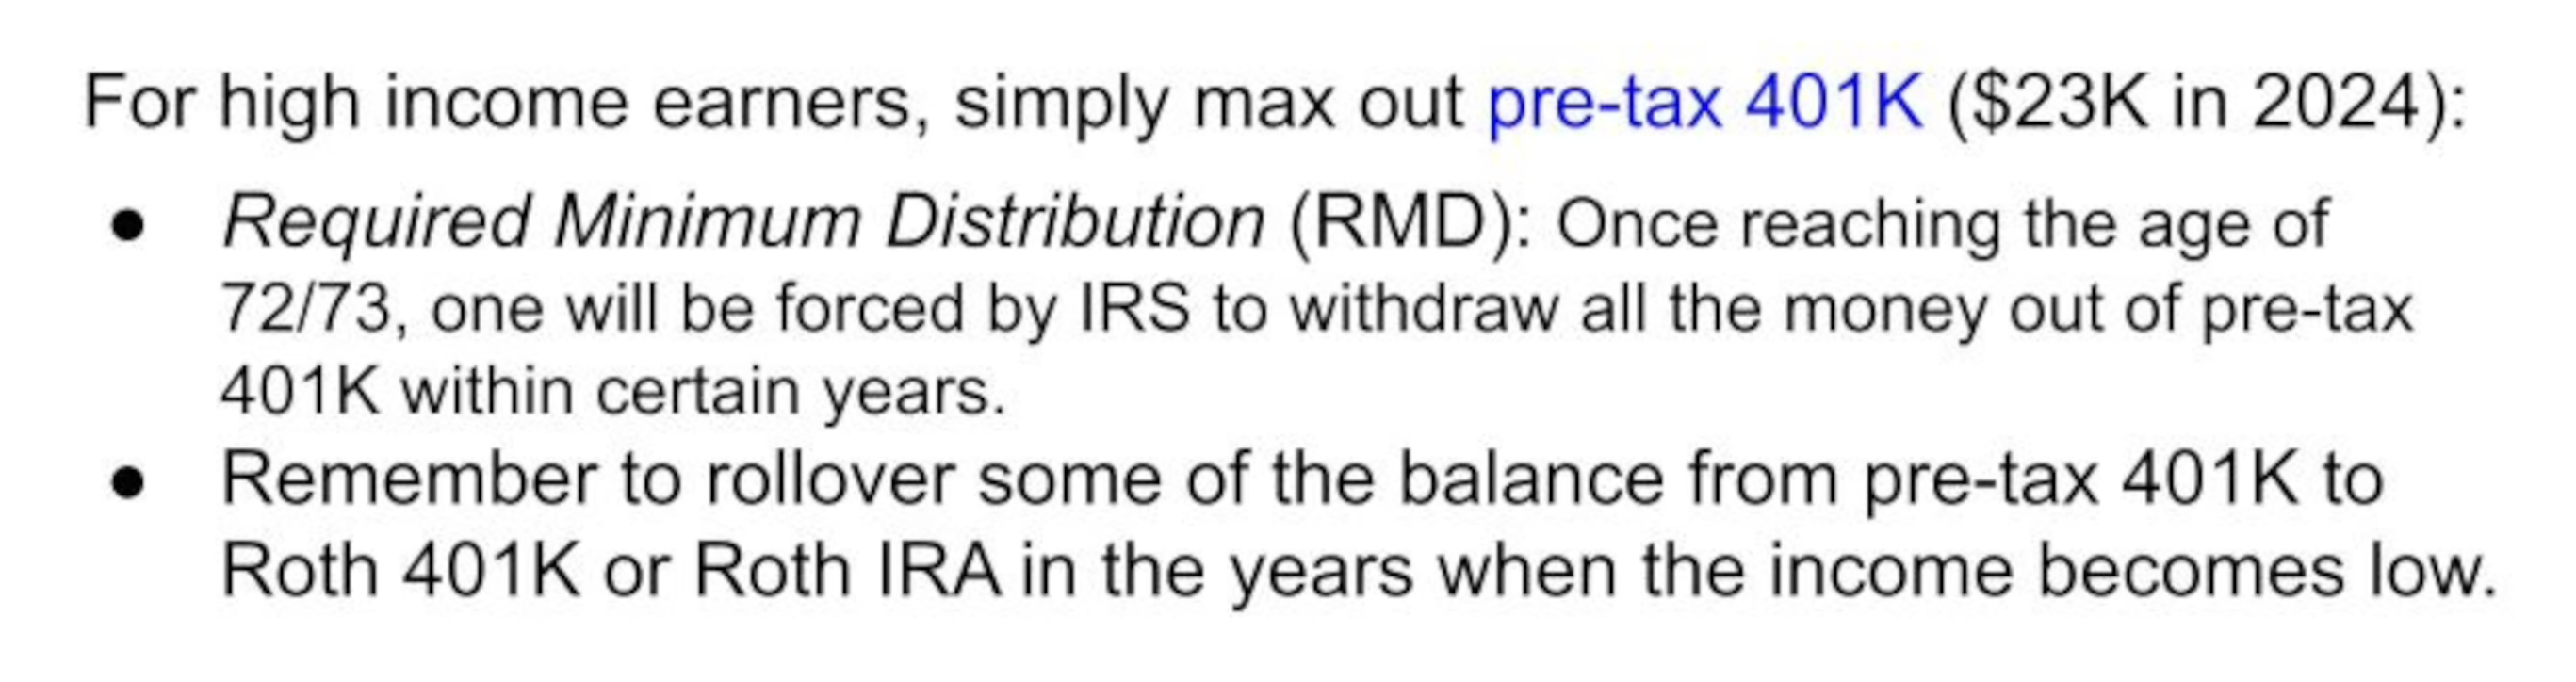 For high income earners, simply max out pre-tax 401K ($23K in 2024):
● Required Minimum Distribution (RMD): Once reaching the age of
72/73, one will be forced by IRS to withdraw all the money out of pre-tax
401K within certain years.
● Remember to rollover some of the balance from pre-tax 401K to
Roth 401K or Roth IRA in the years when the income becomes low.